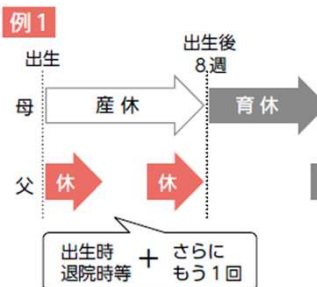 例1
出生
出生後
8週
母 産休 育休
父 休 休
出生時 + さらに
退院時等 もう1回